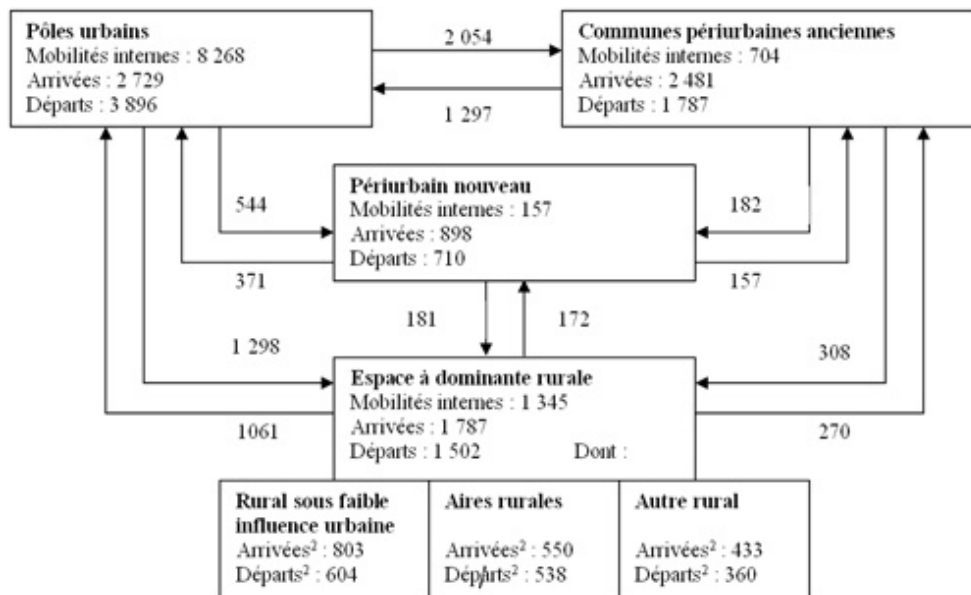 Pôles urbains
Mobilités internes : 8 268
Arrivées : 2 729
Départs : 3 896
2 054
1 297
Communes périurbaines anciennes
Mobilités internes : 704
Arrivées : 2 481
Départs : 1 787
544
371
Périurbain nouveau
Mobilités internes : 157
Arrivées : 898
Départs : 710
182
157
181
172
1 298
1061
Espace à dominante rurale
Mobilités internes : 1 345
Arrivées : 1 787
Départs : 1 502 Dont :
308
270
Rural sous faible
influence urbaine
Arrivées² : 803
Départs² : 604
Aires rurales
Arrivées² : 550
Départs² : 538
Autre rural
Arrivées² : 433
Départs² : 360